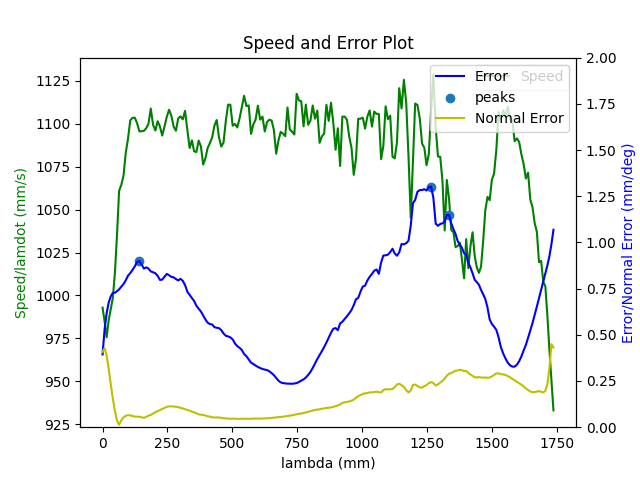 Speed and Error Plot
Error
Speed
peaks
Normal Error
Speed/lamdot (mm/s)
1125
1100
1075
1050
1025
1000
975
950
925
2.00
1.75
1.50
1.25
1.00
0.75
0.50
0.25
0.00
Error/Normal Error (mm/deg)
0 250 500 750 1000 1250 1500 1750
lambda (mm)